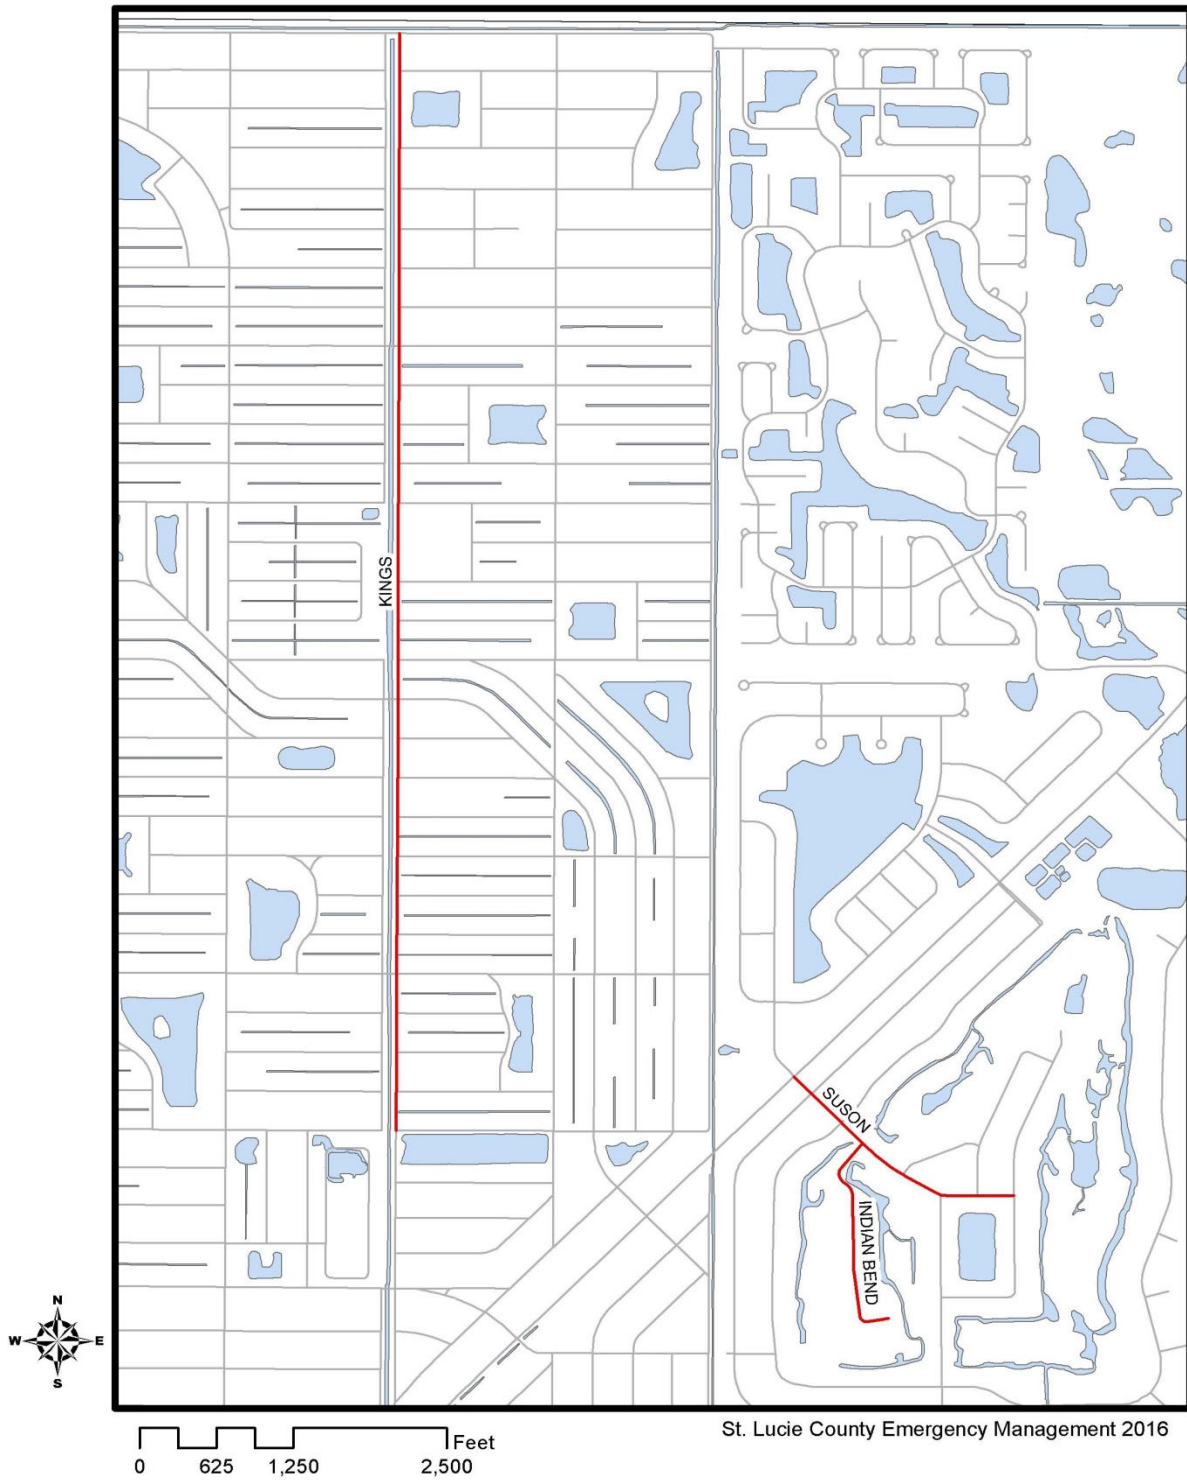 KINGS
SUSON
INDIAN BEND
N
W E
S
Feet
0 625 1,250 2,500
St. Lucie County Emergency Management 2016